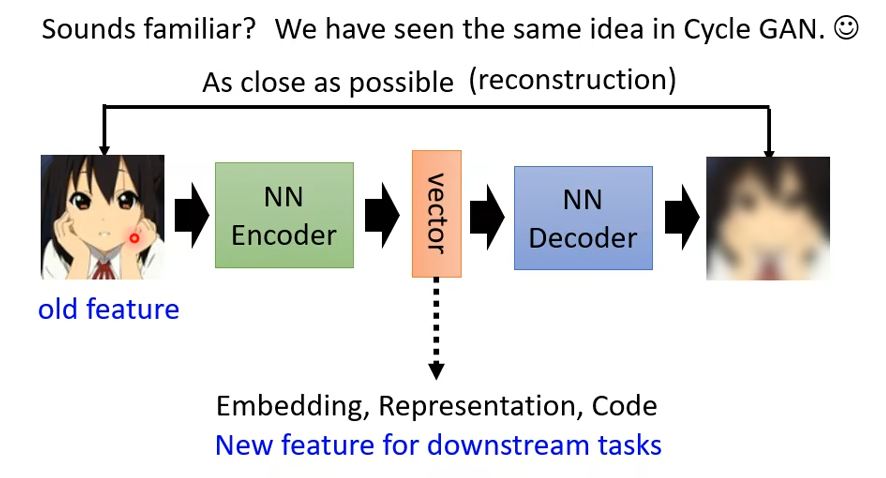 Sounds familiar? We have seen the same idea in Cycle GAN. ☺
As close as possible (reconstruction)
NN
Encoder
vector
NN
Decoder
old feature
Embedding, Representation, Code
New feature for downstream tasks